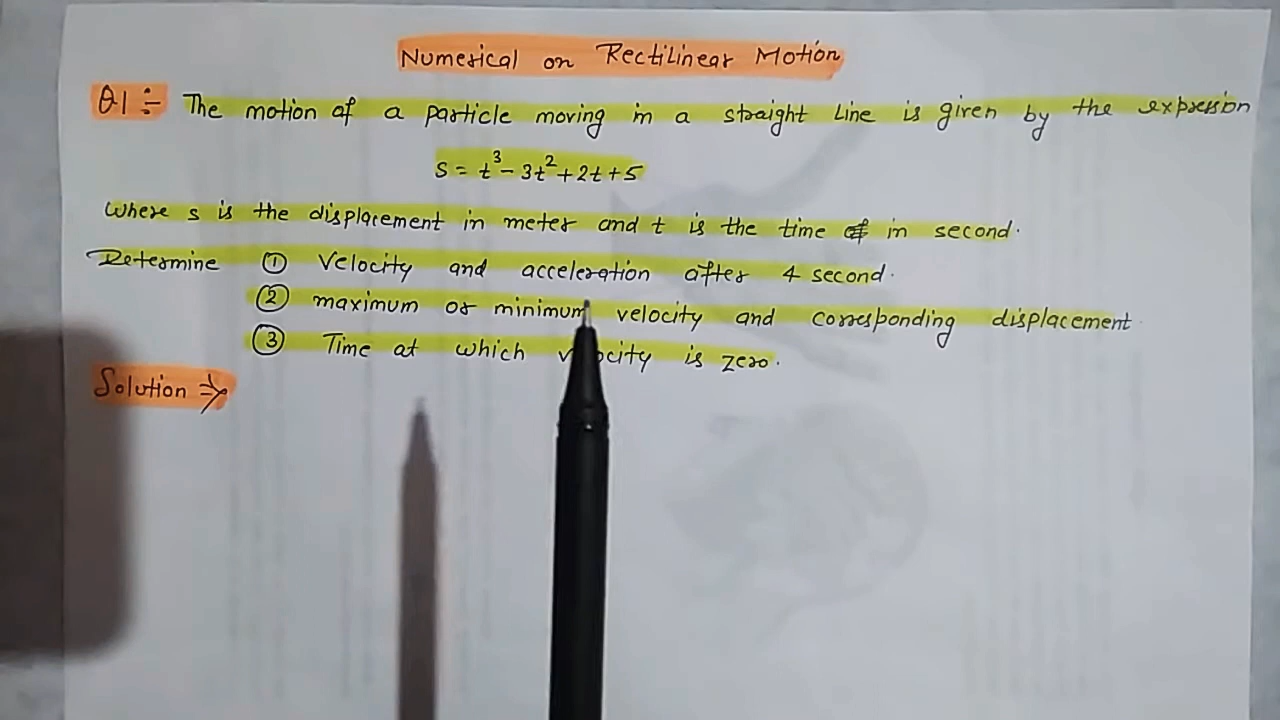 Numerical on Rectilinear Motion
Q1 ÷ The motion of a particle moving in a straight Line is given by the expression
s = t³ - 3t² + 2t + 5
where s is the displacement in meter and t is the time in second.
Determine ① Velocity and acceleration after 4 second.
② maximum or minimum velocity and corresponding displacement
③ Time at which velocity is zero.
Solution ⇒